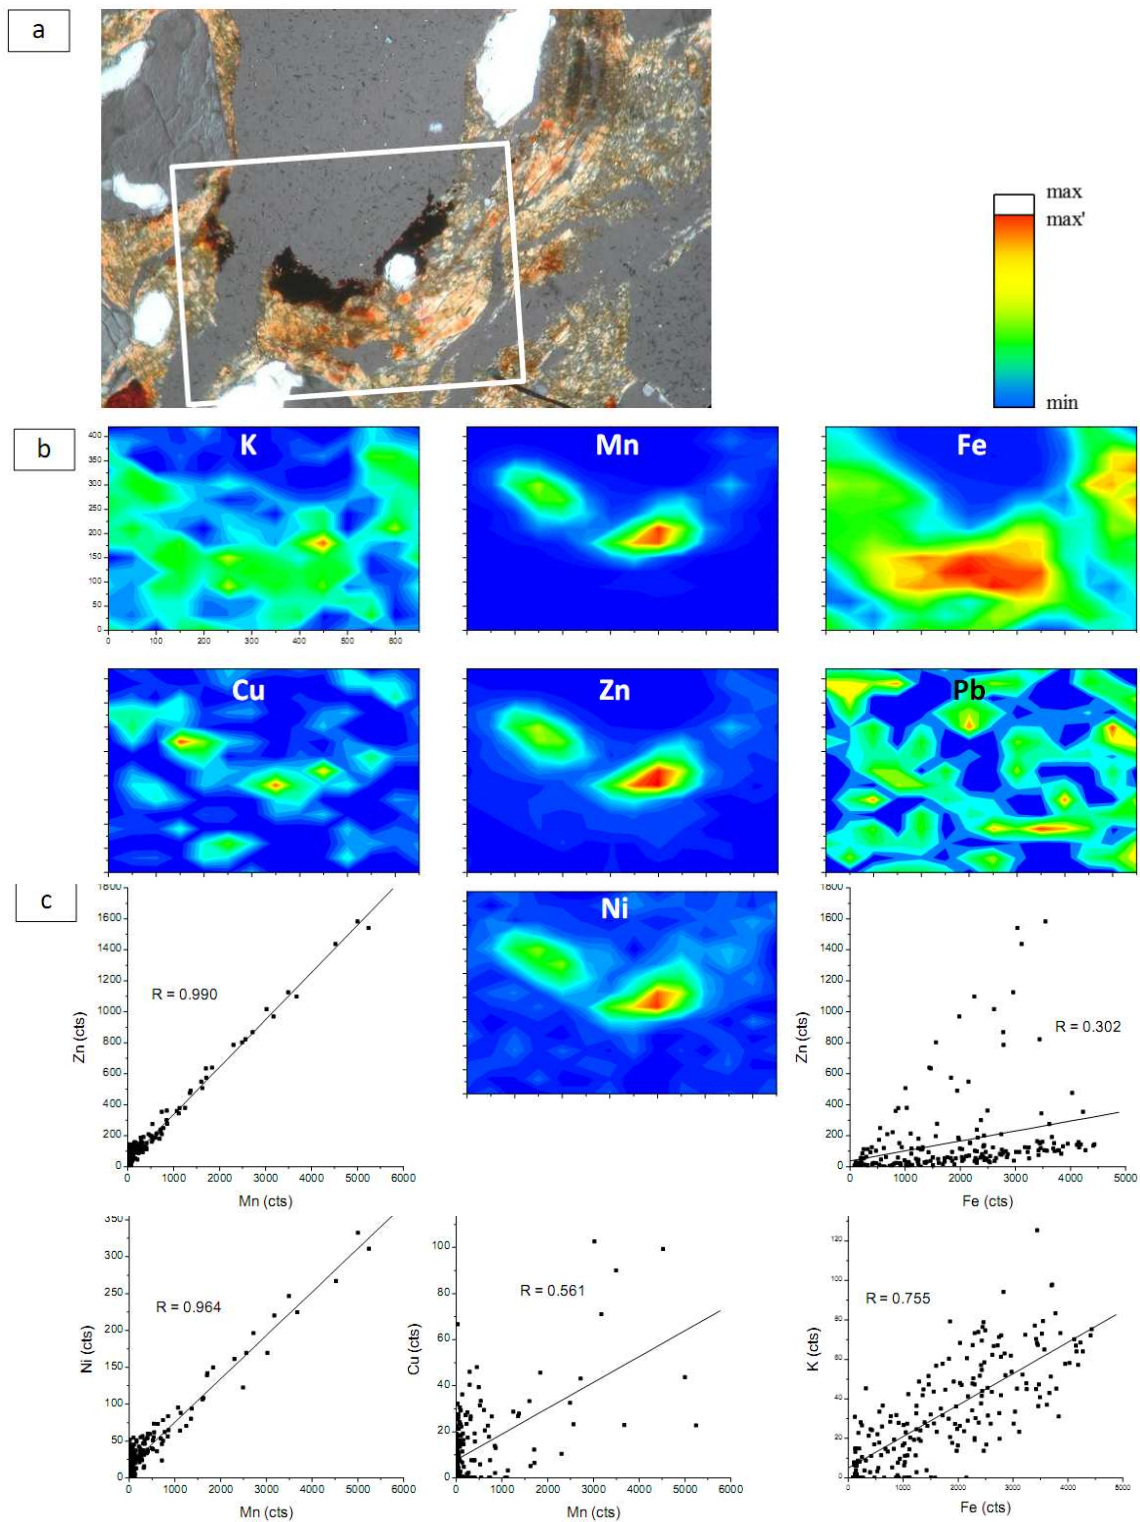 a
max
max'
min
b
K
Mn
Fe
400
350
300
250
200
150
100
50
0
0 100 200 300 400 500 600
Cu
Zn
Pb
c
Ni
1800
1600
1400
1200
1000
800
600
400
200
0
Zn (cts)
R = 0.990
0 1000 2000 3000 4000 5000 6000
Mn (cts)
1800
1600
1400
1200
1000
800
600
400
200
0
Zn (cts)
R = 0.302
0 1000 2000 3000 4000 5000
Fe (cts)
350
300
250
200
150
100
50
0
Ni (cts)
R = 0.964
0 1000 2000 3000 4000 5000 6000
Mn (cts)
100
80
60
40
20
0
Cu (cts)
R = 0.561
0 1000 2000 3000 4000 5000 6000
Mn (cts)
120
100
80
60
40
20
0
K (cts)
R = 0.755
0 1000 2000 3000 4000 5000
Fe (cts)